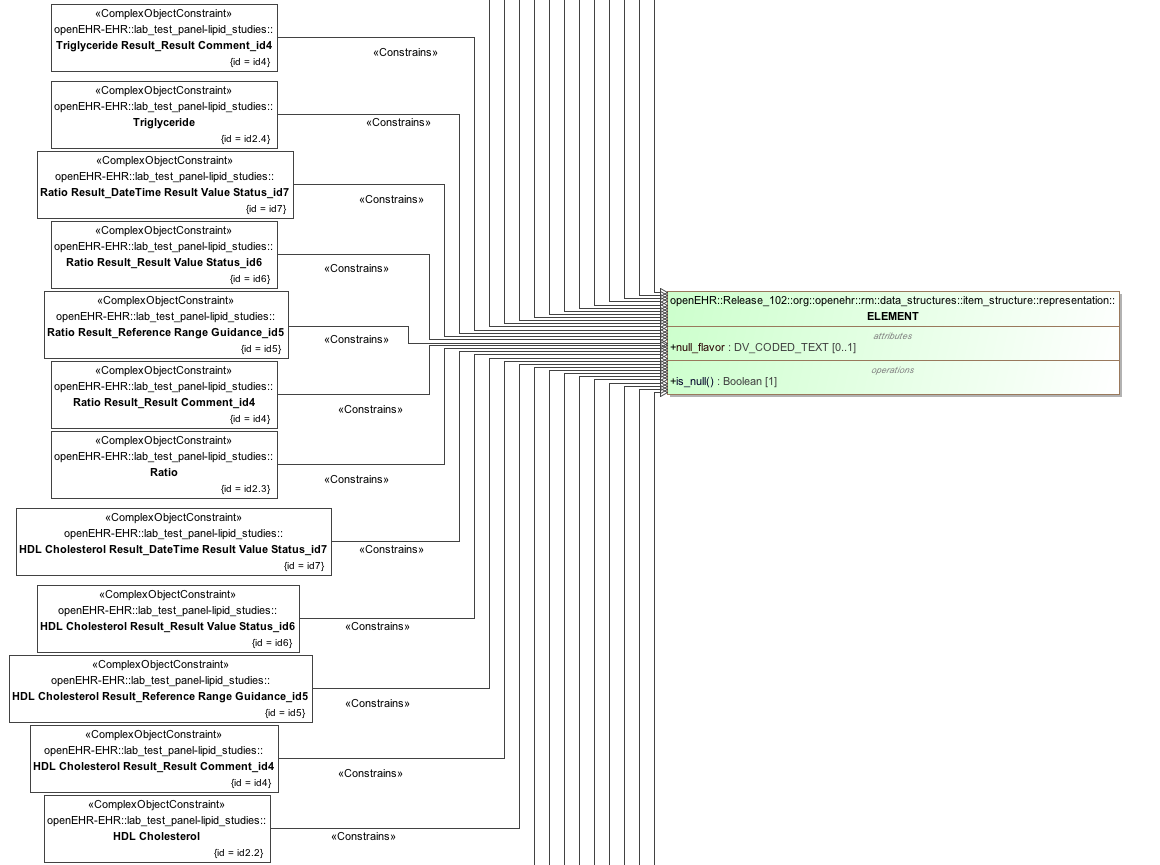 «ComplexObjectConstraint»
openEHR-EHR::lab_test_panel-lipid_studies::
Triglyceride Result_Result Comment_id4
{id = id4}
«Constrains»
«ComplexObjectConstraint»
openEHR-EHR::lab_test_panel-lipid_studies::
Triglyceride
{id = id2.4}
«Constrains»
«ComplexObjectConstraint»
openEHR-EHR::lab_test_panel-lipid_studies::
Ratio Result_DateTime Result Value Status_id7
{id = id7}
«Constrains»
«ComplexObjectConstraint»
openEHR-EHR::lab_test_panel-lipid_studies::
Ratio Result_Result Value Status_id6
{id = id6}
«Constrains»
«ComplexObjectConstraint»
openEHR-EHR::lab_test_panel-lipid_studies::
Ratio Result_Reference Range Guidance_id5
{id = id5}
«Constrains»
«ComplexObjectConstraint»
openEHR-EHR::lab_test_panel-lipid_studies::
Ratio Result_Result Comment_id4
{id = id4}
«Constrains»
«ComplexObjectConstraint»
openEHR-EHR::lab_test_panel-lipid_studies::
Ratio
{id = id2.3}
«Constrains»
«ComplexObjectConstraint»
openEHR-EHR::lab_test_panel-lipid_studies::
HDL Cholesterol Result_DateTime Result Value Status_id7
{id = id7}
«Constrains»
«ComplexObjectConstraint»
openEHR-EHR::lab_test_panel-lipid_studies::
HDL Cholesterol Result_Result Value Status_id6
{id = id6}
«Constrains»
«ComplexObjectConstraint»
openEHR-EHR::lab_test_panel-lipid_studies::
HDL Cholesterol Result_Reference Range Guidance_id5
{id = id5}
«Constrains»
«ComplexObjectConstraint»
openEHR-EHR::lab_test_panel-lipid_studies::
HDL Cholesterol Result_Result Comment_id4
{id = id4}
«Constrains»
«ComplexObjectConstraint»
openEHR-EHR::lab_test_panel-lipid_studies::
HDL Cholesterol
{id = id2.2}
«Constrains»
openEHR::Release_102::org::openehr::rm::data_structures::item_structure::representation::
ELEMENT
attributes
+null_flavor : DV_CODED_TEXT [0..1]
operations
+is_null() : Boolean [1]